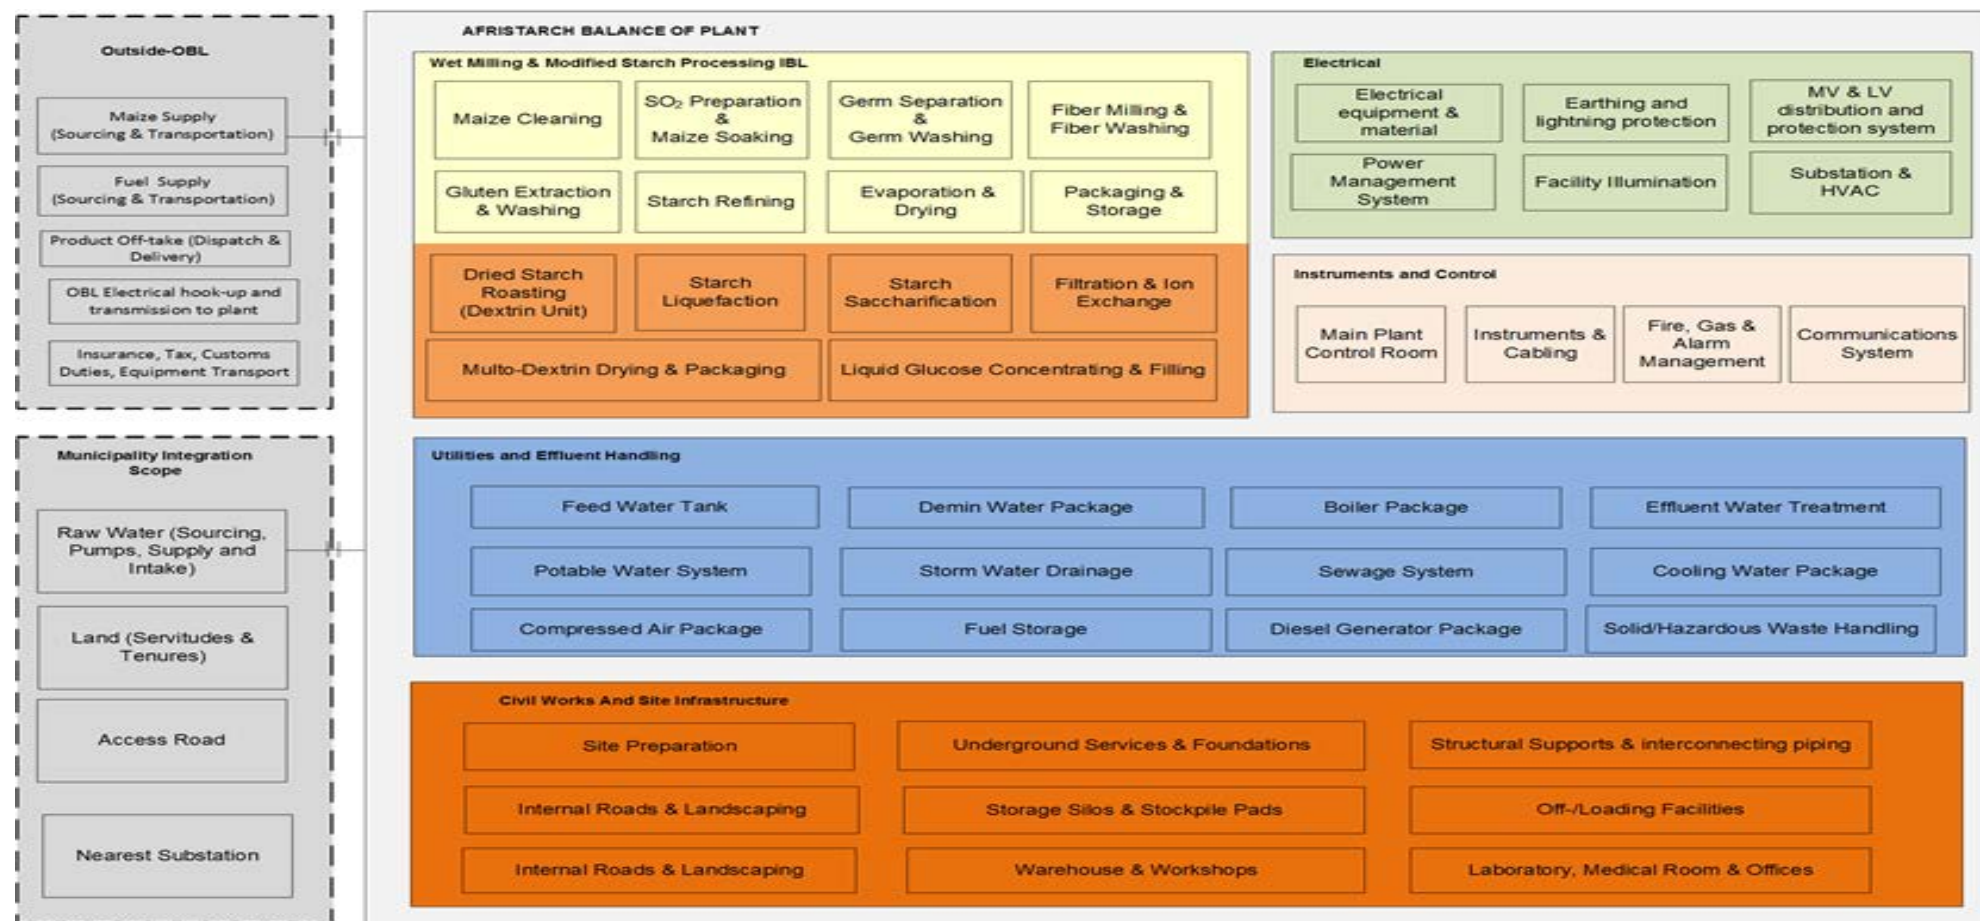 Outside-OBL
Maize Supply
(Sourcing & Transportation)
Fuel Supply
(Sourcing & Transportation)
Product Off-take (Dispatch &
Delivery)
OBL Electrical hook-up and
transmission to plant
Insurance, Tax, Customs
Duties, Equipment Transport
Municipality Integration
Scope
Raw Water (Sourcing,
Pumps, Supply and
Intake)
Land (Servitudes &
Tenures)
Access Road
Nearest Substation
AFRISTARCH BALANCE OF PLANT
Wet Milling & Modified Starch Processing IBL
Maize Cleaning
SO₂ Preparation
&
Maize Soaking
Germ Separation
&
Germ Washing
Fiber Milling &
Fiber Washing
Gluten Extraction
& Washing
Starch Refining
Evaporation &
Drying
Packaging &
Storage
Dried Starch
Roasting
(Dextrin Unit)
Starch
Liquefaction
Starch
Saccharification
Filtration & Ion
Exchange
Multo-Dextrin Drying & Packaging
Liquid Glucose Concentrating & Filling
Electrical
Electrical
equipment &
material
Earthing and
lightning protection
MV & LV
distribution and
protection system
Power
Management
System
Facility Illumination
Substation &
HVAC
Instruments and Control
Main Plant
Control Room
Instruments &
Cabling
Fire, Gas &
Alarm
Management
Communications
System
Utilities and Effluent Handling
Feed Water Tank
Demin Water Package
Boiler Package
Effluent Water Treatment
Potable Water System
Storm Water Drainage
Sewage System
Cooling Water Package
Compressed Air Package
Fuel Storage
Diesel Generator Package
Solid/Hazardous Waste Handling
Civil Works And Site Infrastructure
Site Preparation
Underground Services & Foundations
Structural Supports & interconnecting piping
Internal Roads & Landscaping
Storage Silos & Stockpile Pads
Off-/Loading Facilities
Internal Roads & Landscaping
Warehouse & Workshops
Laboratory, Medical Room & Offices